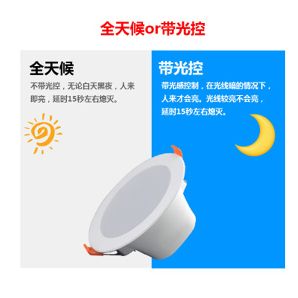 全天候or带光控
全天候
不带光控，无论白天黑夜，人来
即亮，延时15秒左右熄灭。
带光控
带光感控制，在光线暗的情况下，
人来才会亮。光线较亮不会亮，
延时15秒左右熄灭。